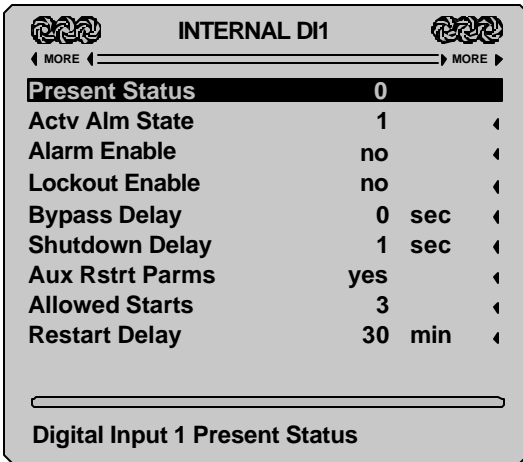 INTERNAL DI1
MORE MORE
Present Status 0
Actv Alm State 1
Alarm Enable no
Lockout Enable no
Bypass Delay 0 sec
Shutdown Delay 1 sec
Aux Rstrt Parms yes
Allowed Starts 3
Restart Delay 30 min
Digital Input 1 Present Status